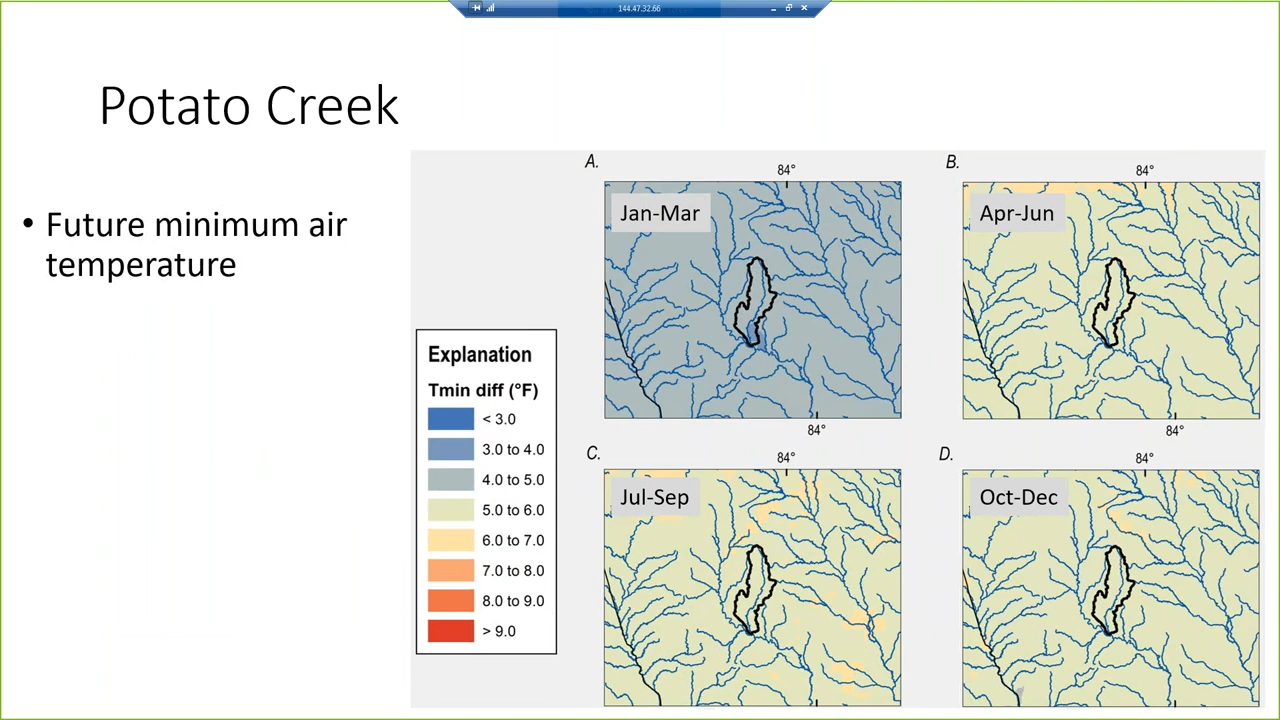 144.47.32.66
Potato Creek
• Future minimum air
temperature
Explanation
Tmin diff (°F)
< 3.0
3.0 to 4.0
4.0 to 5.0
5.0 to 6.0
6.0 to 7.0
7.0 to 8.0
8.0 to 9.0
> 9.0
A.
84°
Jan-Mar
84°
B.
84°
Apr-Jun
84°
C.
84°
Jul-Sep
D.
84°
Oct-Dec